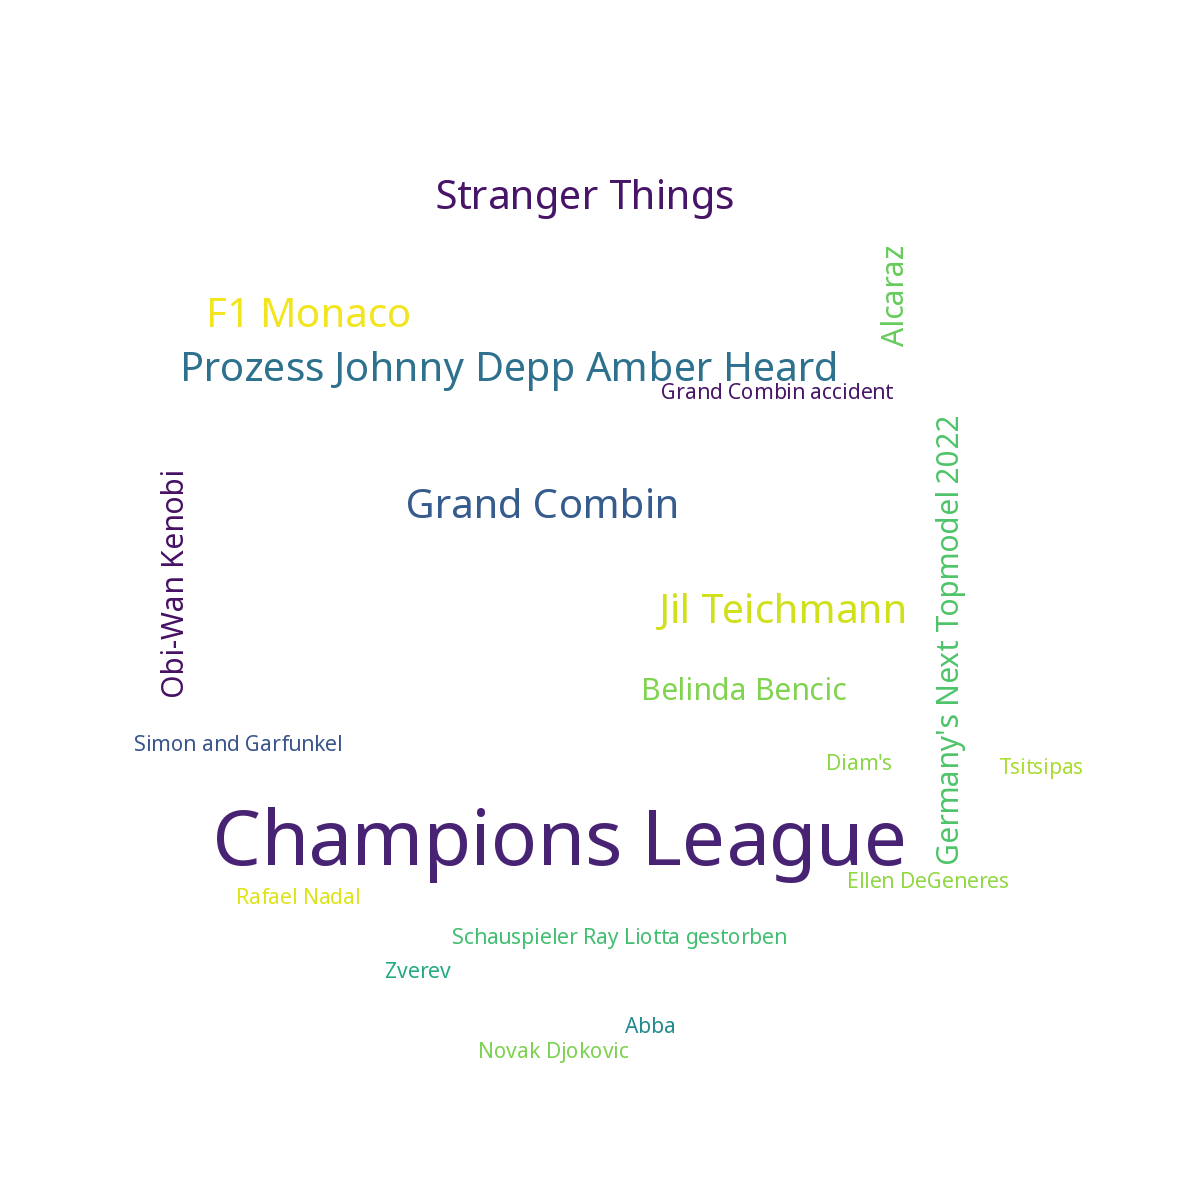 Stranger Things
Alcaraz
F1 Monaco
Prozess Johnny Depp Amber Heard
Grand Combin accident
Germany's Next Topmodel 2022
Obi-Wan Kenobi
Grand Combin
Jil Teichmann
Belinda Bencic
Simon and Garfunkel
Diam's
Tsitsipas
Champions League
Ellen DeGeneres
Rafael Nadal
Schauspieler Ray Liotta gestorben
Zverev
Abba
Novak Djokovic